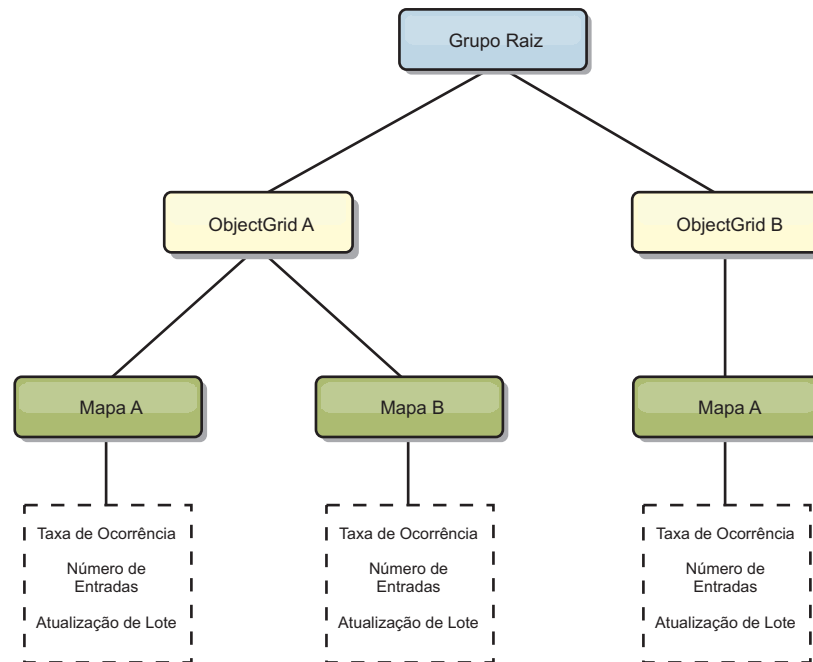 Grupo Raiz
ObjectGrid A
ObjectGrid B
Mapa A
Mapa B
Mapa A
Taxa de Ocorrência
Número de
Entradas
Atualização de Lote
Taxa de Ocorrência
Número de
Entradas
Atualização de Lote
Taxa de Ocorrência
Número de
Entradas
Atualização de Lote